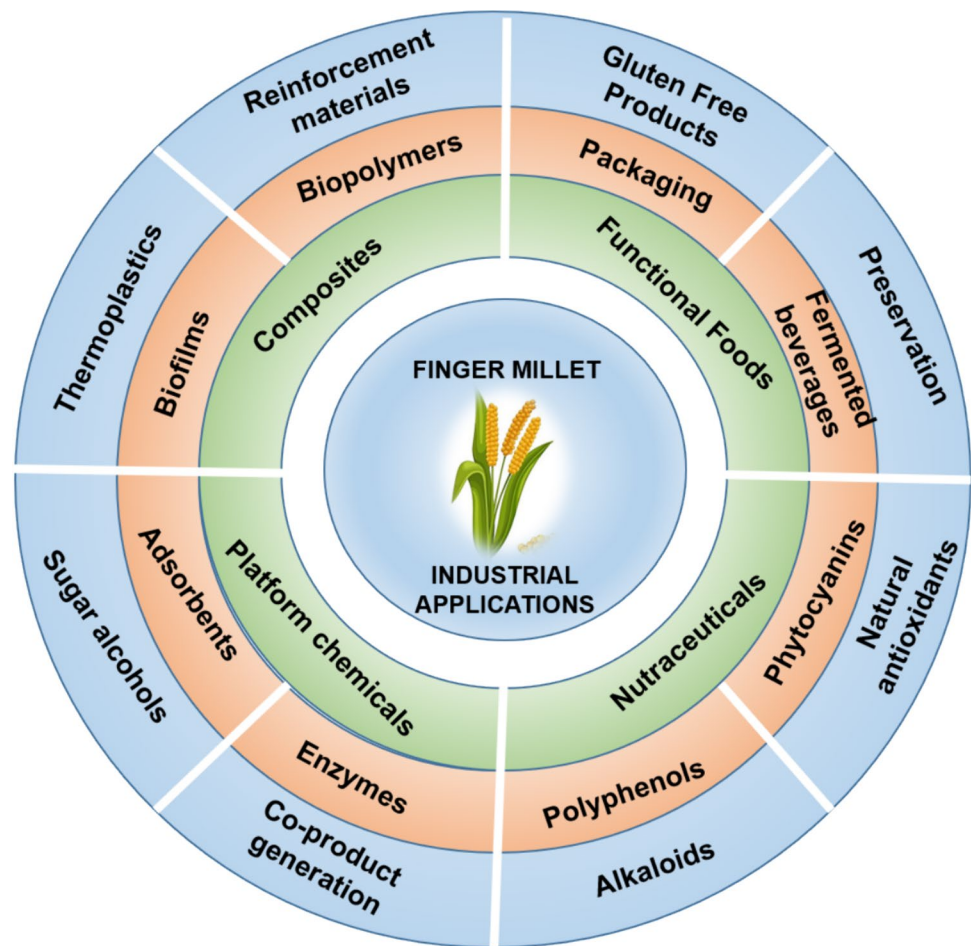 Reinforcement
materials
Gluten Free
Products
Biopolymers
Packaging
Composites
Functional Foods
Thermoplastics
Biofilms
Fermented
beverages
Preservation
FINGER MILLET
INDUSTRIAL
APPLICATIONS
Sugar alcohols
Adsorbents
Platform chemicals
Nutraceuticals
Phytocyanins
Natural
antioxidants
Enzymes
Polyphenols
Co-product
generation
Alkaloids